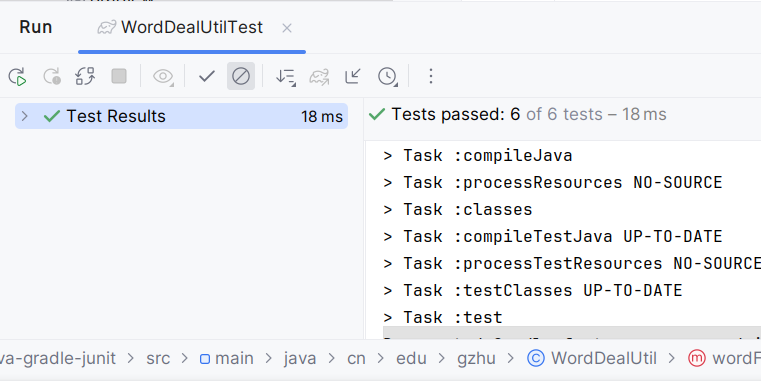 Run WordDealUtilTest
Test Results 18 ms
Tests passed: 6 of 6 tests – 18 ms
> Task :compileJava
> Task :processResources NO-SOURCE
> Task :classes
> Task :compileTestJava UP-TO-DATE
> Task :processTestResources NO-SOURCE
> Task :testClasses UP-TO-DATE
> Task :test
va-gradle-junit > src > main > java > cn > edu > gzhu > WordDealUtil > wordF